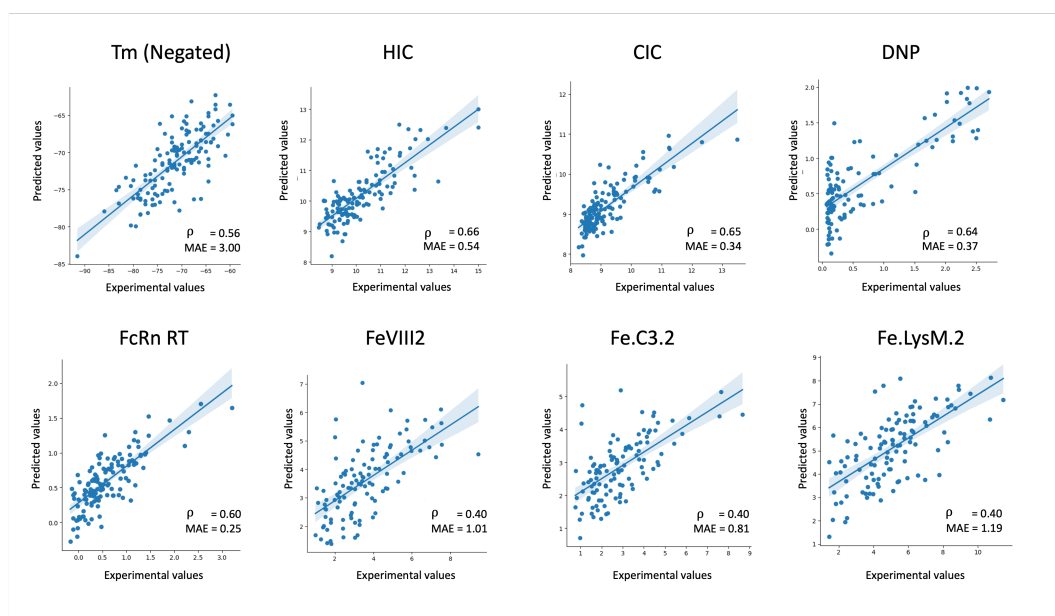 Tm (Negated)
HIC
CIC
DNP
Predicted values
−65
−70
−75
−80
−85
−90
−85
−80
−75
−70
−65
−60
ρ = 0.56
MAE = 3.00
Experimental values
Predicted values
13
12
11
10
9
8
9
10
11
12
13
14
15
ρ = 0.66
MAE = 0.54
Experimental values
Predicted values
12
11
10
9
8
8
9
10
11
12
13
ρ = 0.65
MAE = 0.34
Experimental values
Predicted values
2.0
1.5
1.0
0.5
0.0
0.0
0.5
1.0
1.5
2.0
2.5
ρ = 0.64
MAE = 0.37
Experimental values
FcRn RT
FeVIII2
Fe.C3.2
Fe.LysM.2
Predicted values
2.0
1.5
1.0
0.5
0.0
0.0
0.5
1.0
1.5
2.0
2.5
3.0
ρ = 0.60
MAE = 0.25
Experimental values
Predicted values
7
6
5
4
3
2
2
4
6
8
ρ = 0.40
MAE = 1.01
Experimental values
Predicted values
5
4
3
2
1
1
2
3
4
5
6
7
8
9
ρ = 0.40
MAE = 0.81
Experimental values
Predicted values
9
8
7
6
5
4
3
2
1
2
4
6
8
10
ρ = 0.40
MAE = 1.19
Experimental values